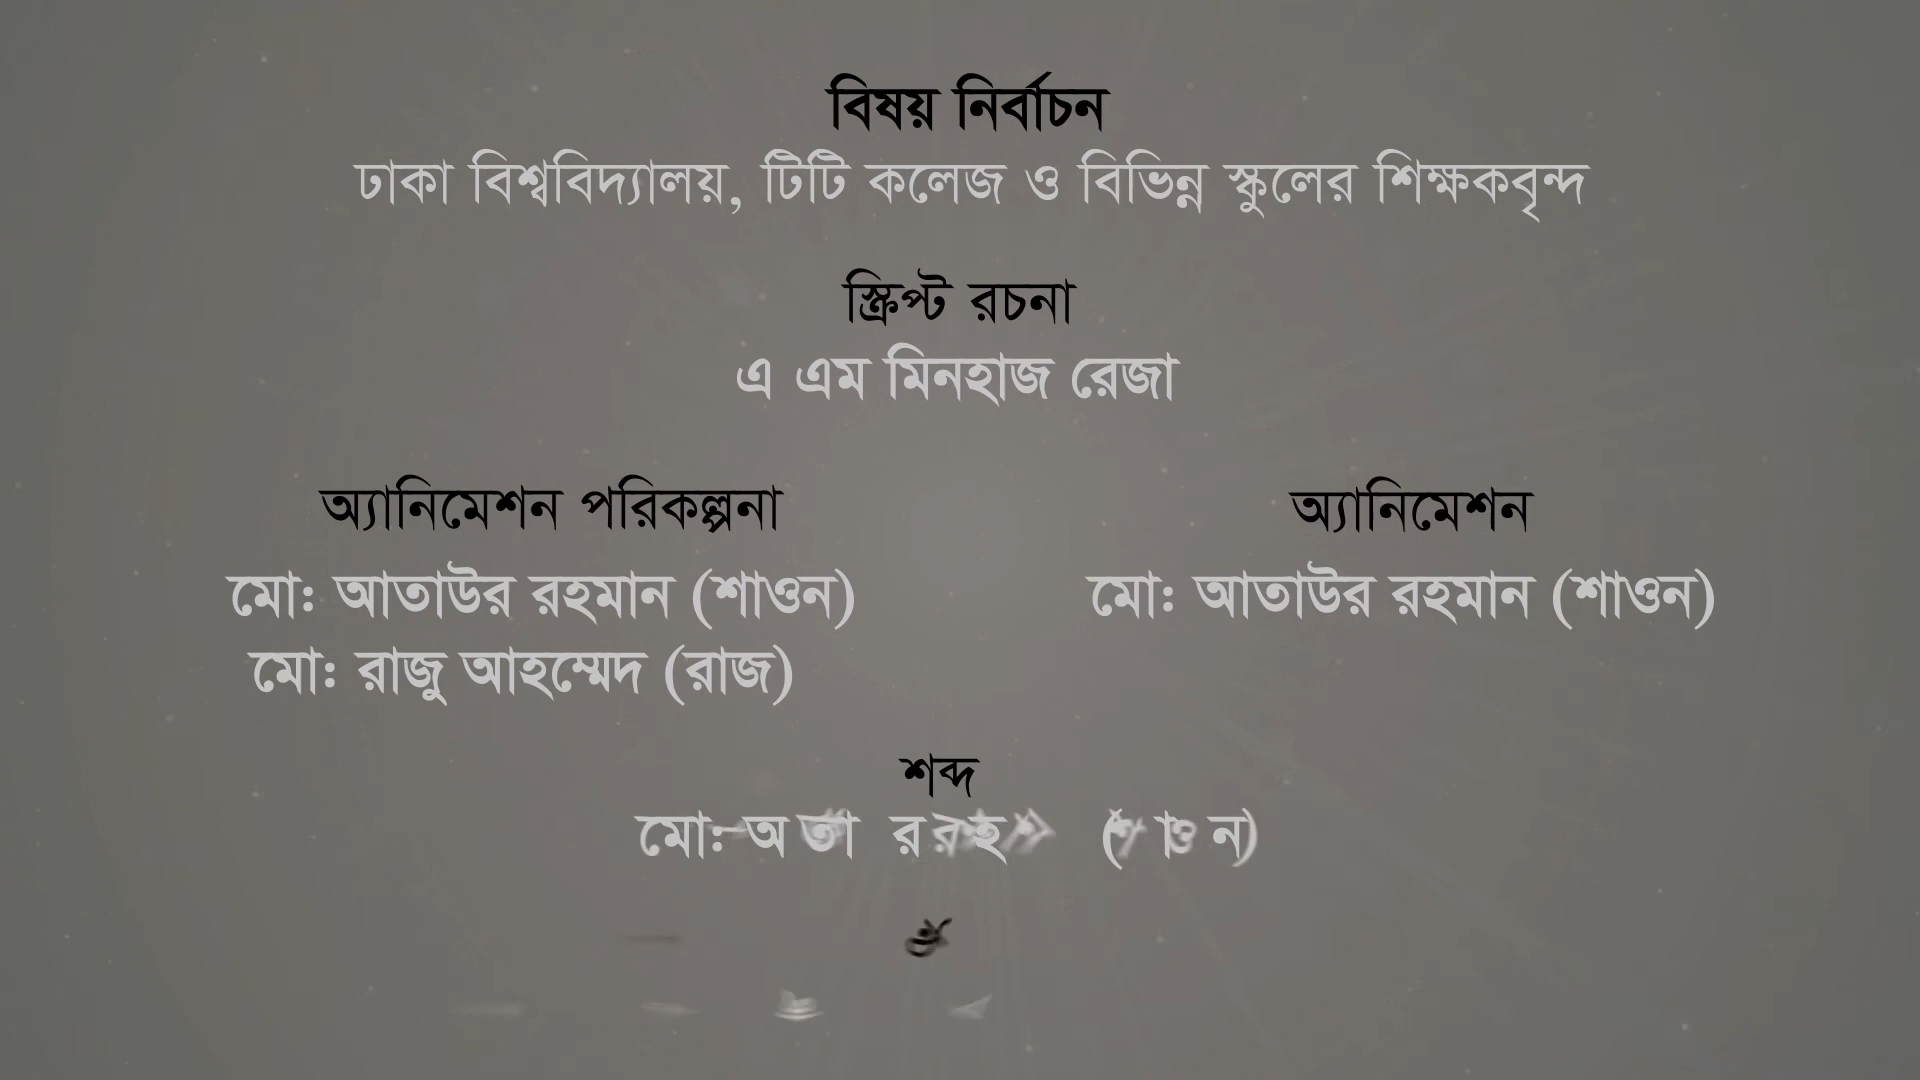 বিষয় নির্বাচন
ঢাকা বিশ্ববিদ্যালয়, টিটি কলেজ ও বিভিন্ন স্কুলের শিক্ষকবৃন্দ
স্ক্রিপ্ট রচনা
এ এম মিনহাজ রেজা
অ্যানিমেশন পরিকল্পনা
মো: আতাউর রহমান (শাওন)
মো: রাজু আহম্মেদ (রাজ)
অ্যানিমেশন
মো: আতাউর রহমান (শাওন)
শব্দ
মো: